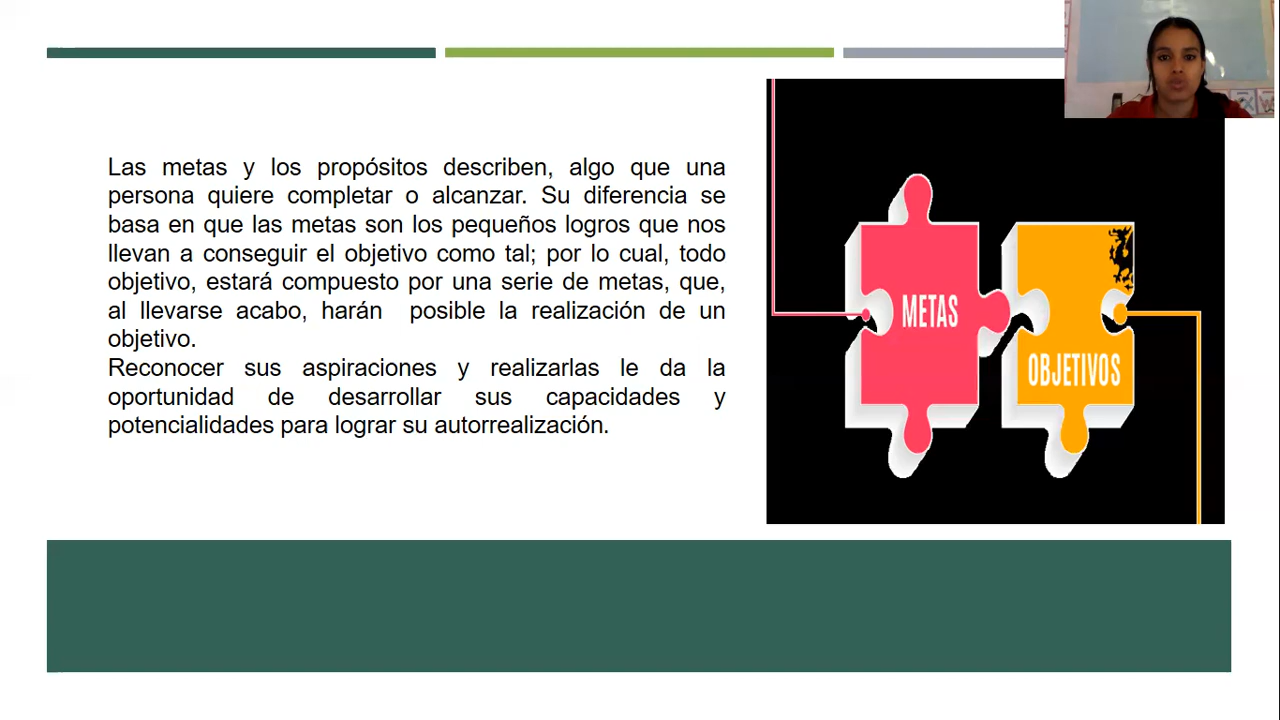 Las metas y los propósitos describen, algo que una
persona quiere completar o alcanzar. Su diferencia se
basa en que las metas son los pequeños logros que nos
llevan a conseguir el objetivo como tal; por lo cual, todo
objetivo, estará compuesto por una serie de metas, que,
al llevarse acabo, harán posible la realización de un
objetivo.
Reconocer sus aspiraciones y realizarlas le da la
oportunidad de desarrollar sus capacidades y
potencialidades para lograr su autorrealización.
METAS
OBJETIVOS